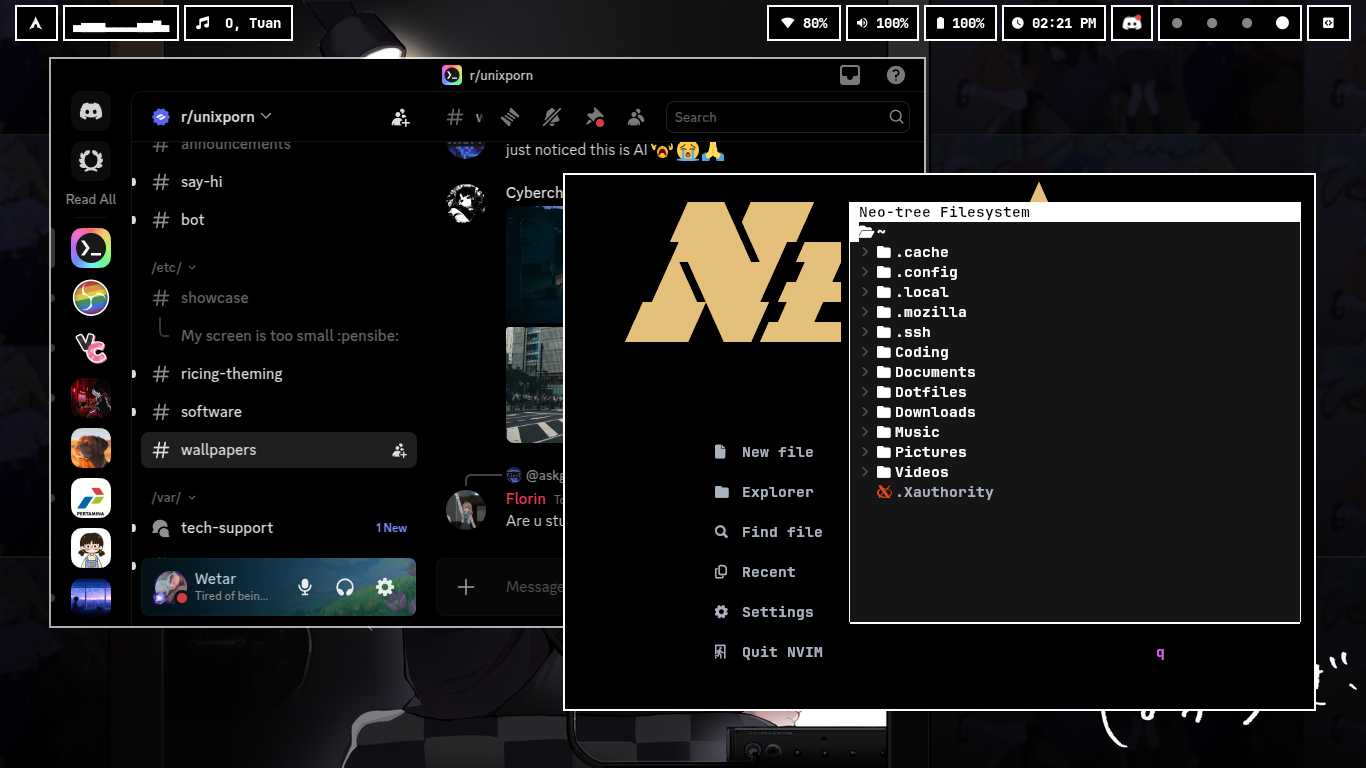 O, Tuan
80%
100%
100%
02:21 PM
r/unixporn
r/unixporn
Search
announcements
just noticed this is AI
say-hi
Read All
bot
Cyberch
/etc/
showcase
My screen is too small :pensibe:
ricing-theming
software
wallpapers
/var/
@askg
Florin To
Are u stu
tech-support
1 New
PERTAMINA
Wetar
Tired of bein...
Message
Neo-tree Filesystem
~
.cache
.config
.local
.mozilla
.ssh
Coding
Documents
Dotfiles
Downloads
Music
Pictures
Videos
.Xauthority
New file
Explorer
Find file
Recent
Settings
Quit NVIM
q